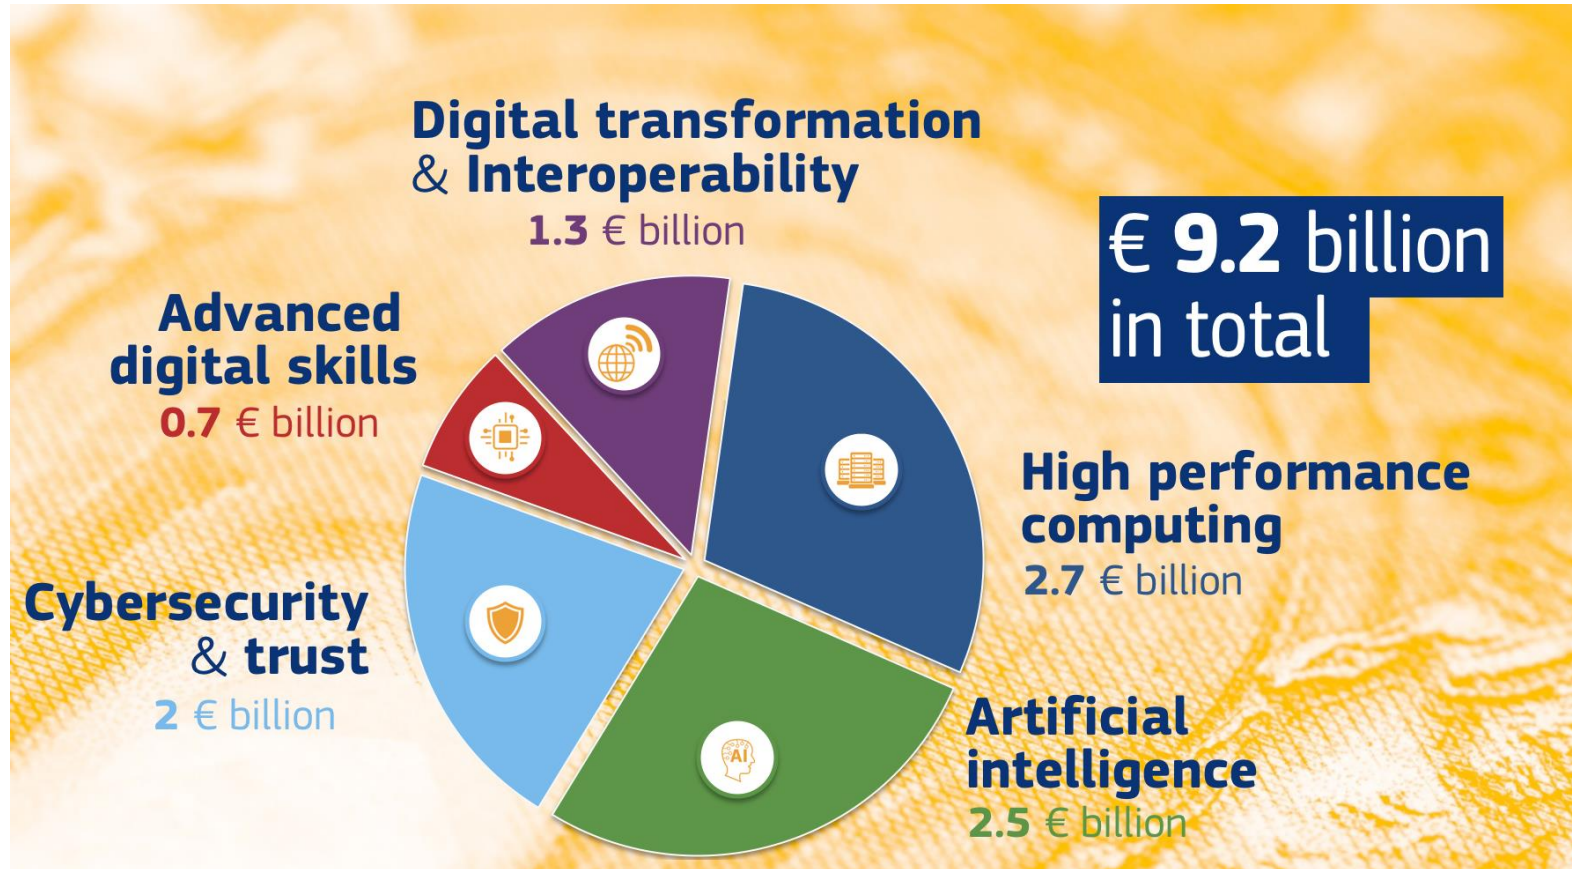 Digital transformation
& Interoperability
1.3 € billion
€ 9.2 billion
in total
Advanced
digital skills
0.7 € billion
High performance
computing
2.7 € billion
Cybersecurity
& trust
2 € billion
Artificial
intelligence
2.5 € billion
AI